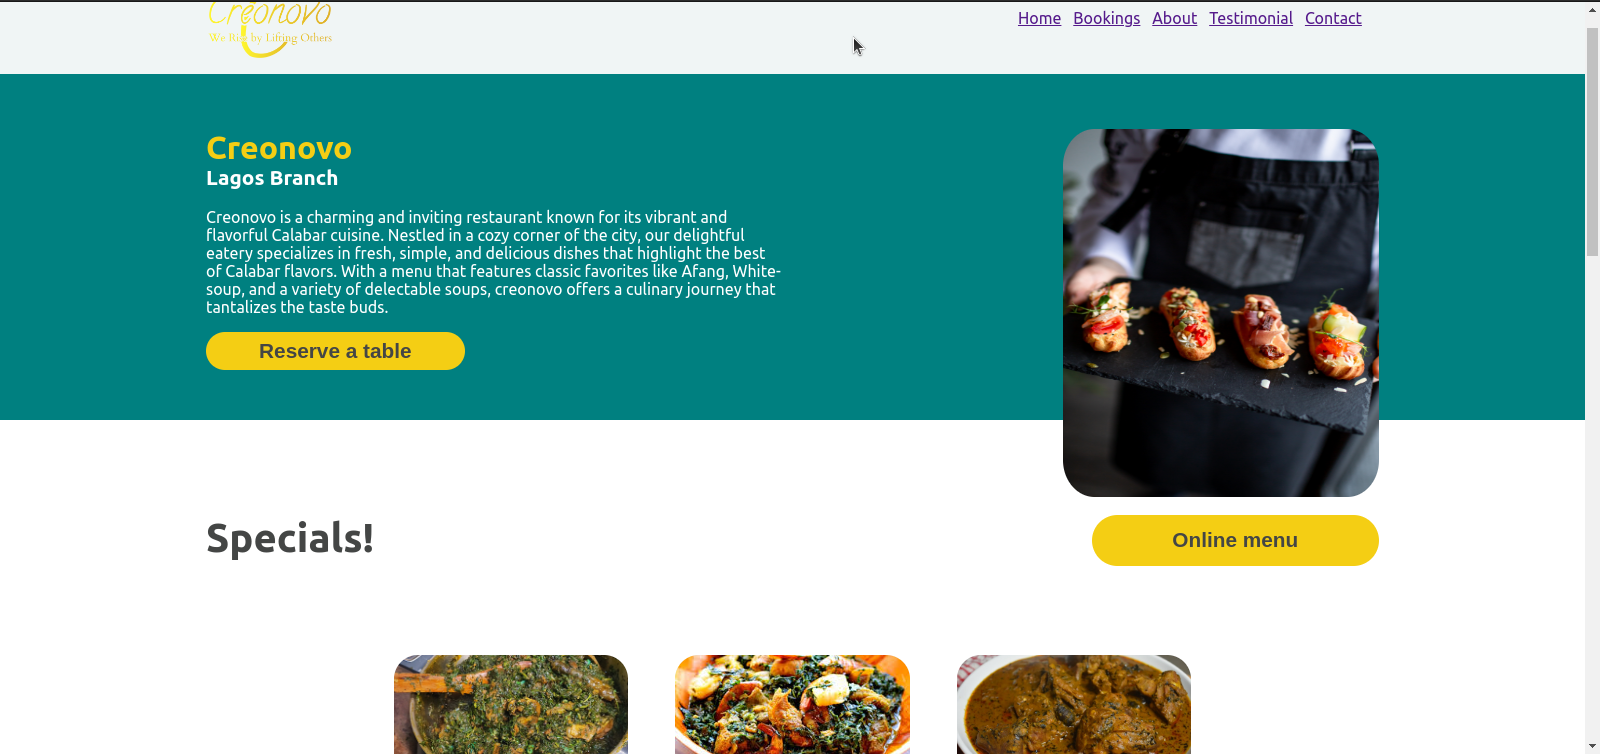 Creonovo
We Rise by Lifting Others
Home Bookings About Testimonial Contact
Creonovo
Lagos Branch
Creonovo is a charming and inviting restaurant known for its vibrant and
flavorful Calabar cuisine. Nestled in a cozy corner of the city, our delightful
eatery specializes in fresh, simple, and delicious dishes that highlight the best
of Calabar flavors. With a menu that features classic favorites like Afang, White-
soup, and a variety of delectable soups, creonovo offers a culinary journey that
tantalizes the taste buds.
Reserve a table
Specials!
Online menu